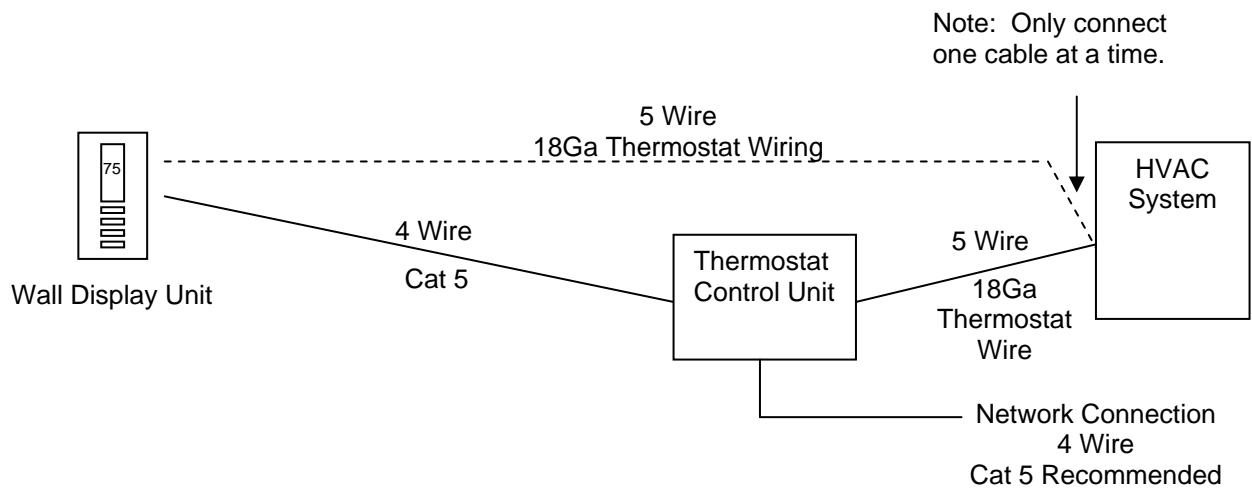 Note:  Only connect
one cable at a time.
5 Wire
18Ga Thermostat Wiring
75
HVAC
System
4 Wire
Cat 5
Wall Display Unit
Thermostat
Control Unit
5 Wire
18Ga
Thermostat
Wire
Network Connection
4 Wire
Cat 5 Recommended